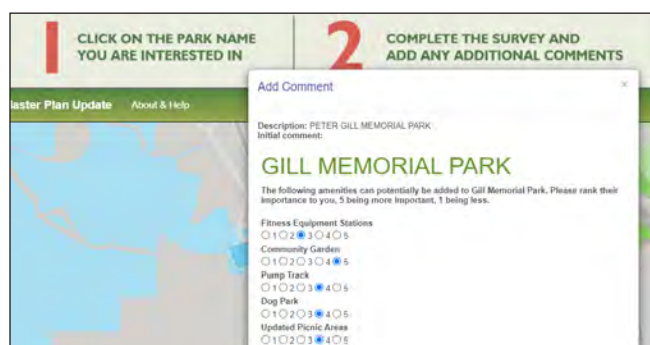 1 CLICK ON THE PARK NAME
YOU ARE INTERESTED IN
2 COMPLETE THE SURVEY AND
ADD ANY ADDITIONAL COMMENTS
laster Plan Update About & Help
Add Comment ×
Description: PETER GILL MEMORIAL PARK
Initial comment:
GILL MEMORIAL PARK
The following amenities can potentially be added to Gill Memorial Park. Please rank their
importance to you, 5 being more important, 1 being less.
Fitness Equipment Stations
1 2 3 4 5
Community Garden
1 2 3 4 5
Pump Track
1 2 3 4 5
Dog Park
1 2 3 4 5
Updated Picnic Areas
1 2 3 4 5